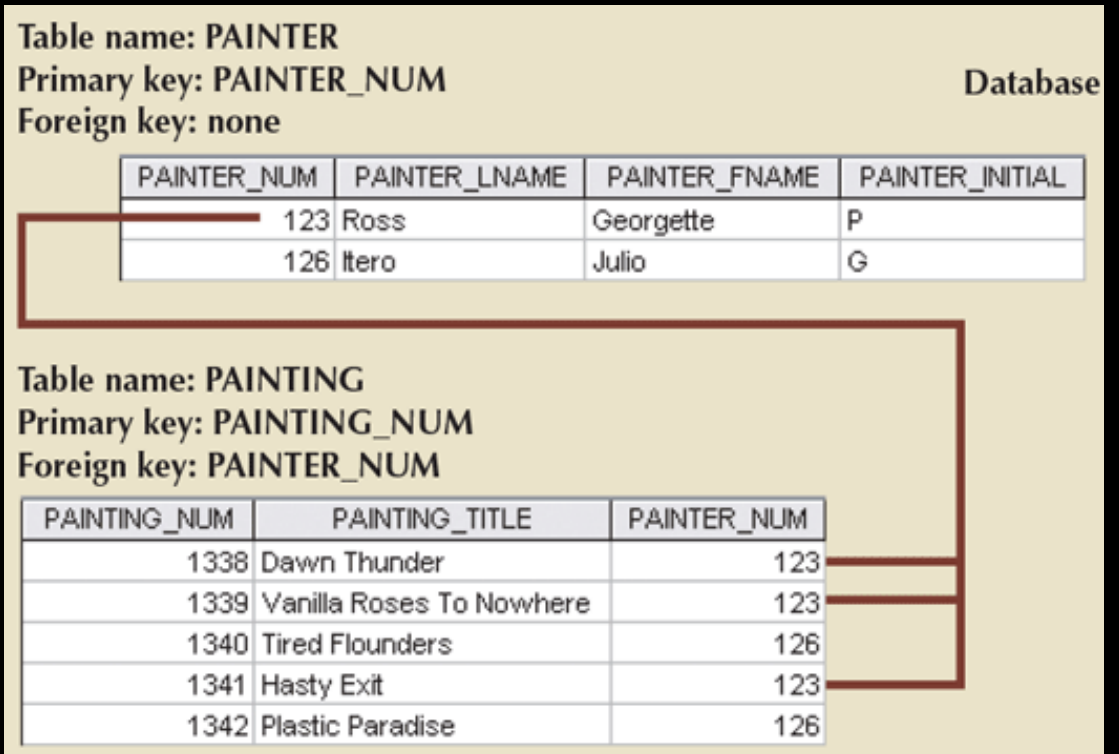 Table name: PAINTER
Primary key: PAINTER_NUM
Database
Foreign key: none
PAINTER_NUM PAINTER_LNAME PAINTER_FNAME PAINTER_INITIAL
123 Ross Georgette P
126 Itero Julio G
Table name: PAINTING
Primary key: PAINTING_NUM
Foreign key: PAINTER_NUM
PAINTING_NUM PAINTING_TITLE PAINTER_NUM
1338 Dawn Thunder 123
1339 Vanilla Roses To Nowhere 123
1340 Tired Flounders 126
1341 Hasty Exit 123
1342 Plastic Paradise 126